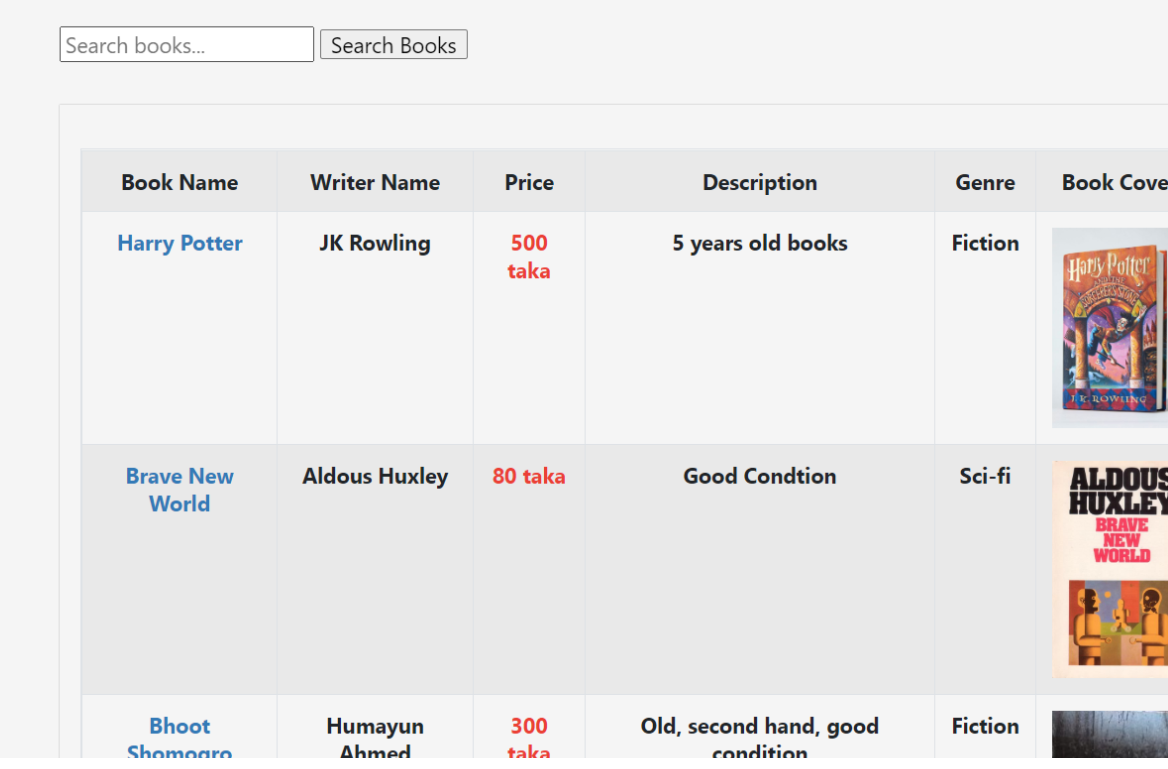 Search books...
Search Books
Book Name
Writer Name
Price
Description
Genre
Book Cove
Harry Potter
JK Rowling
500
taka
5 years old books
Fiction
Harry Potter
J. K. ROWLING
Brave New
World
Aldous Huxley
80 taka
Good Condtion
Sci-fi
ALDOUS
HUXLEY
BRAVE
NEW
WORLD
Bhoot
Shomogro
Humayun
Ahmed
300
taka
Old, second hand, good
condition
Fiction